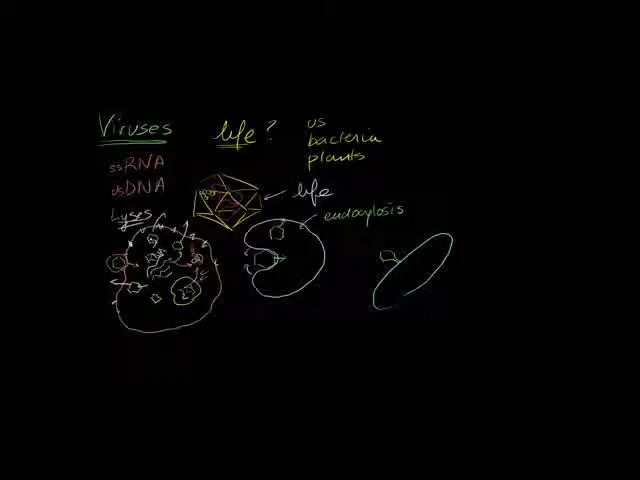 Viruses
life?
us
bacteria
plants
ssRNA
dsDNA
life
Lyses
endocytosis